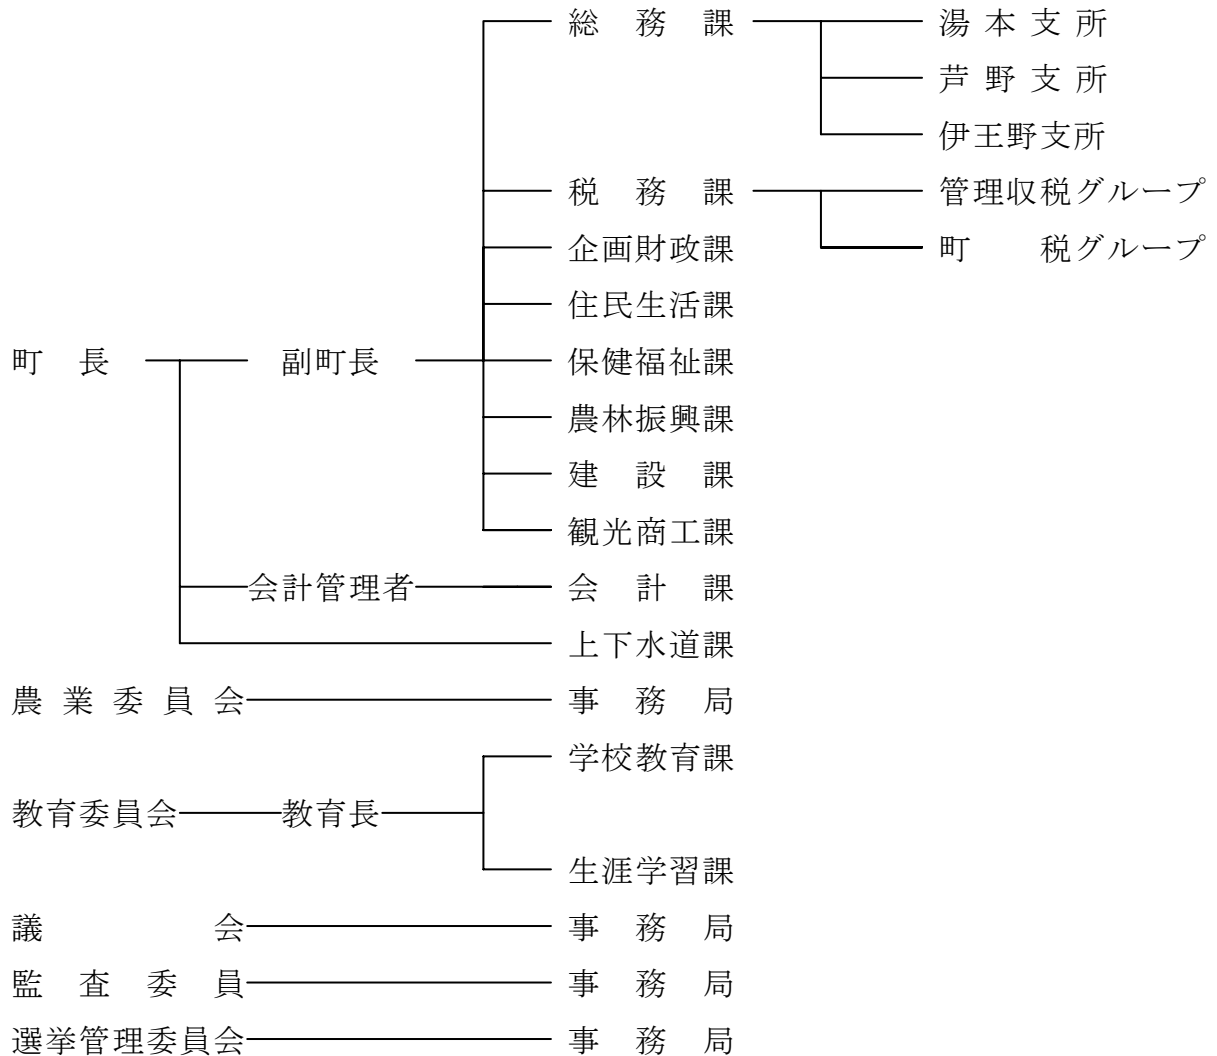 総務課 湯本支所
芦野支所
伊王野支所
税務課 管理収税グループ
企画財政課 町税グループ
住民生活課
町長 副町長 保健福祉課
農林振興課
建設課
観光商工課
会計管理者 会計課
上下水道課
農業委員会 事務局
学校教育課
教育委員会 教育長
生涯学習課
議会 事務局
監査委員 事務局
選挙管理委員会 事務局